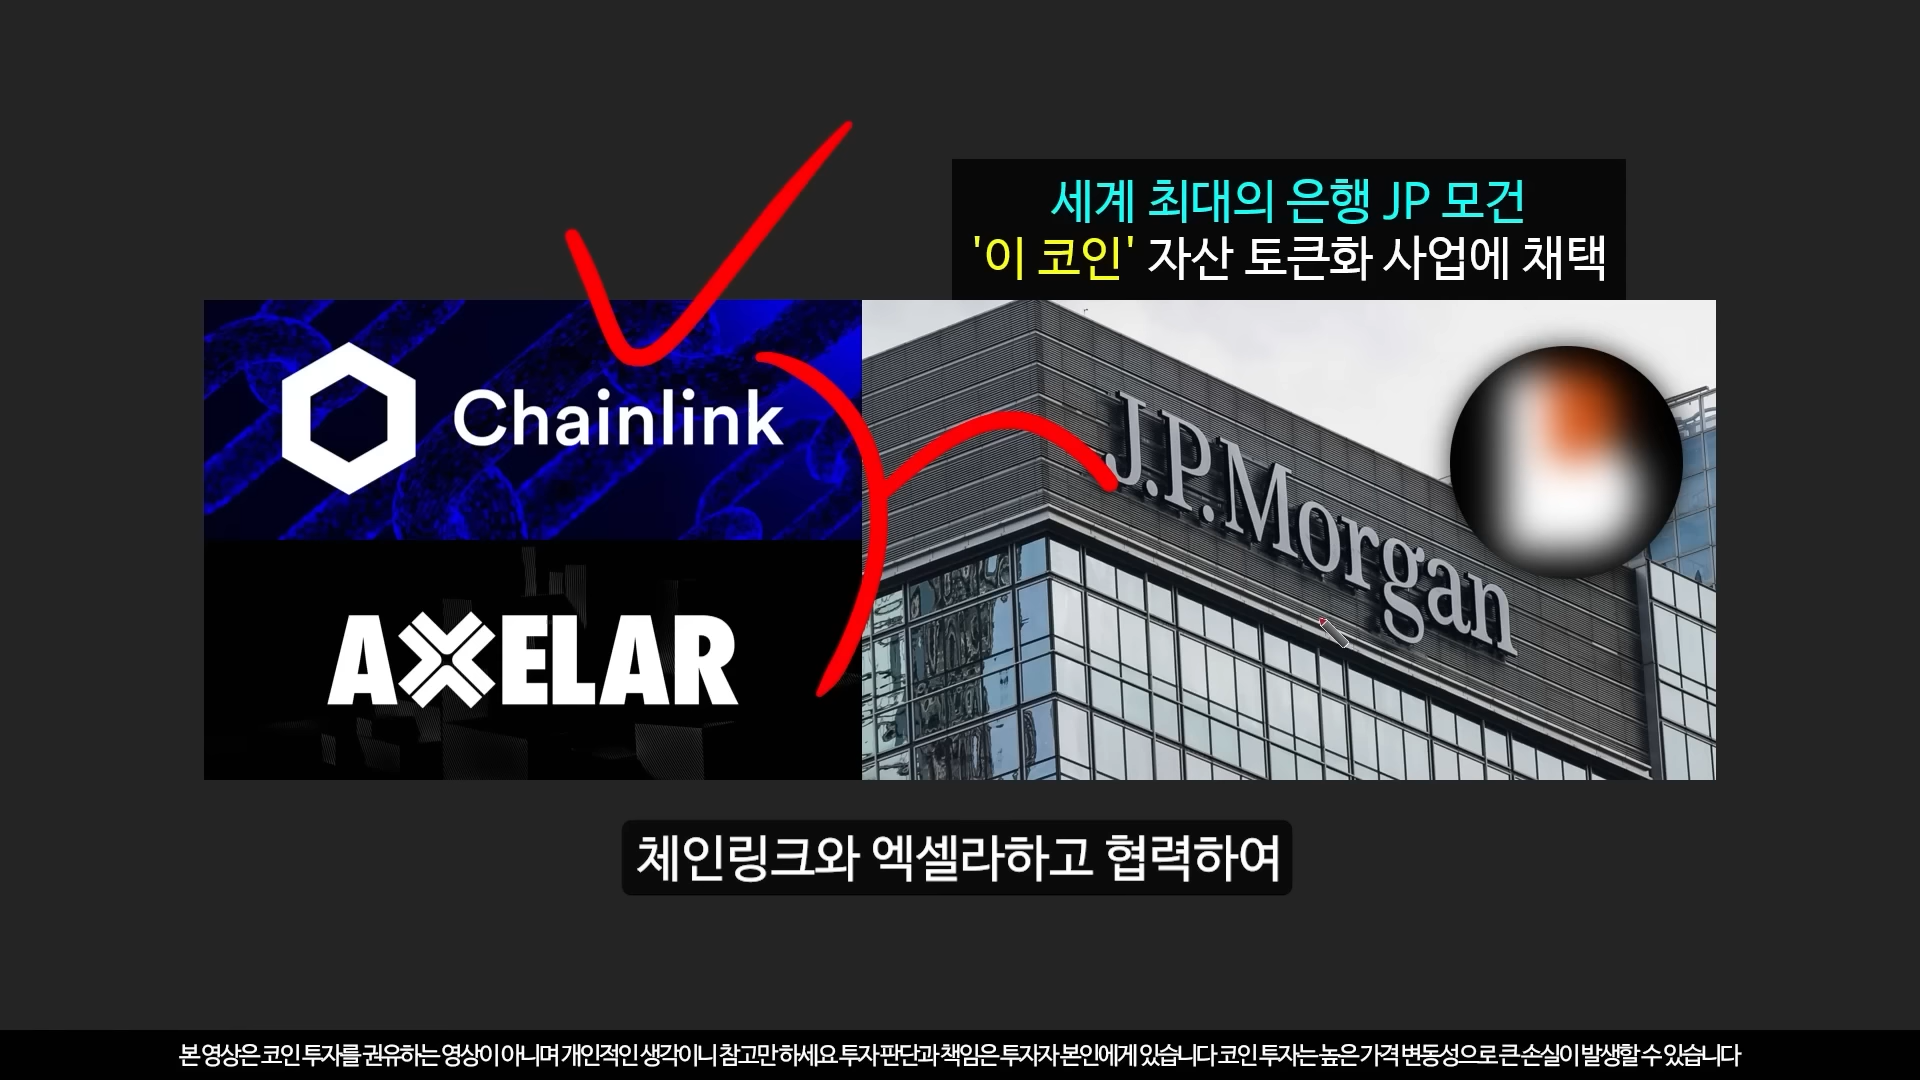 세계 최대의 은행 JP 모건
'이 코인' 자산 토큰화 사업에 채택
Chainlink
J.P.Morgan
AXELAR
체인링크와 엑셀라하고 협력하여
본 영상은 코인 투자를 권유하는 영상이 아니며 개인적인 생각이니 참고만 하세요 투자 판단과 책임은 투자자 본인에게 있습니다 코인 투자는 높은 가격 변동성으로 큰 손실이 발생할 수 있습니다